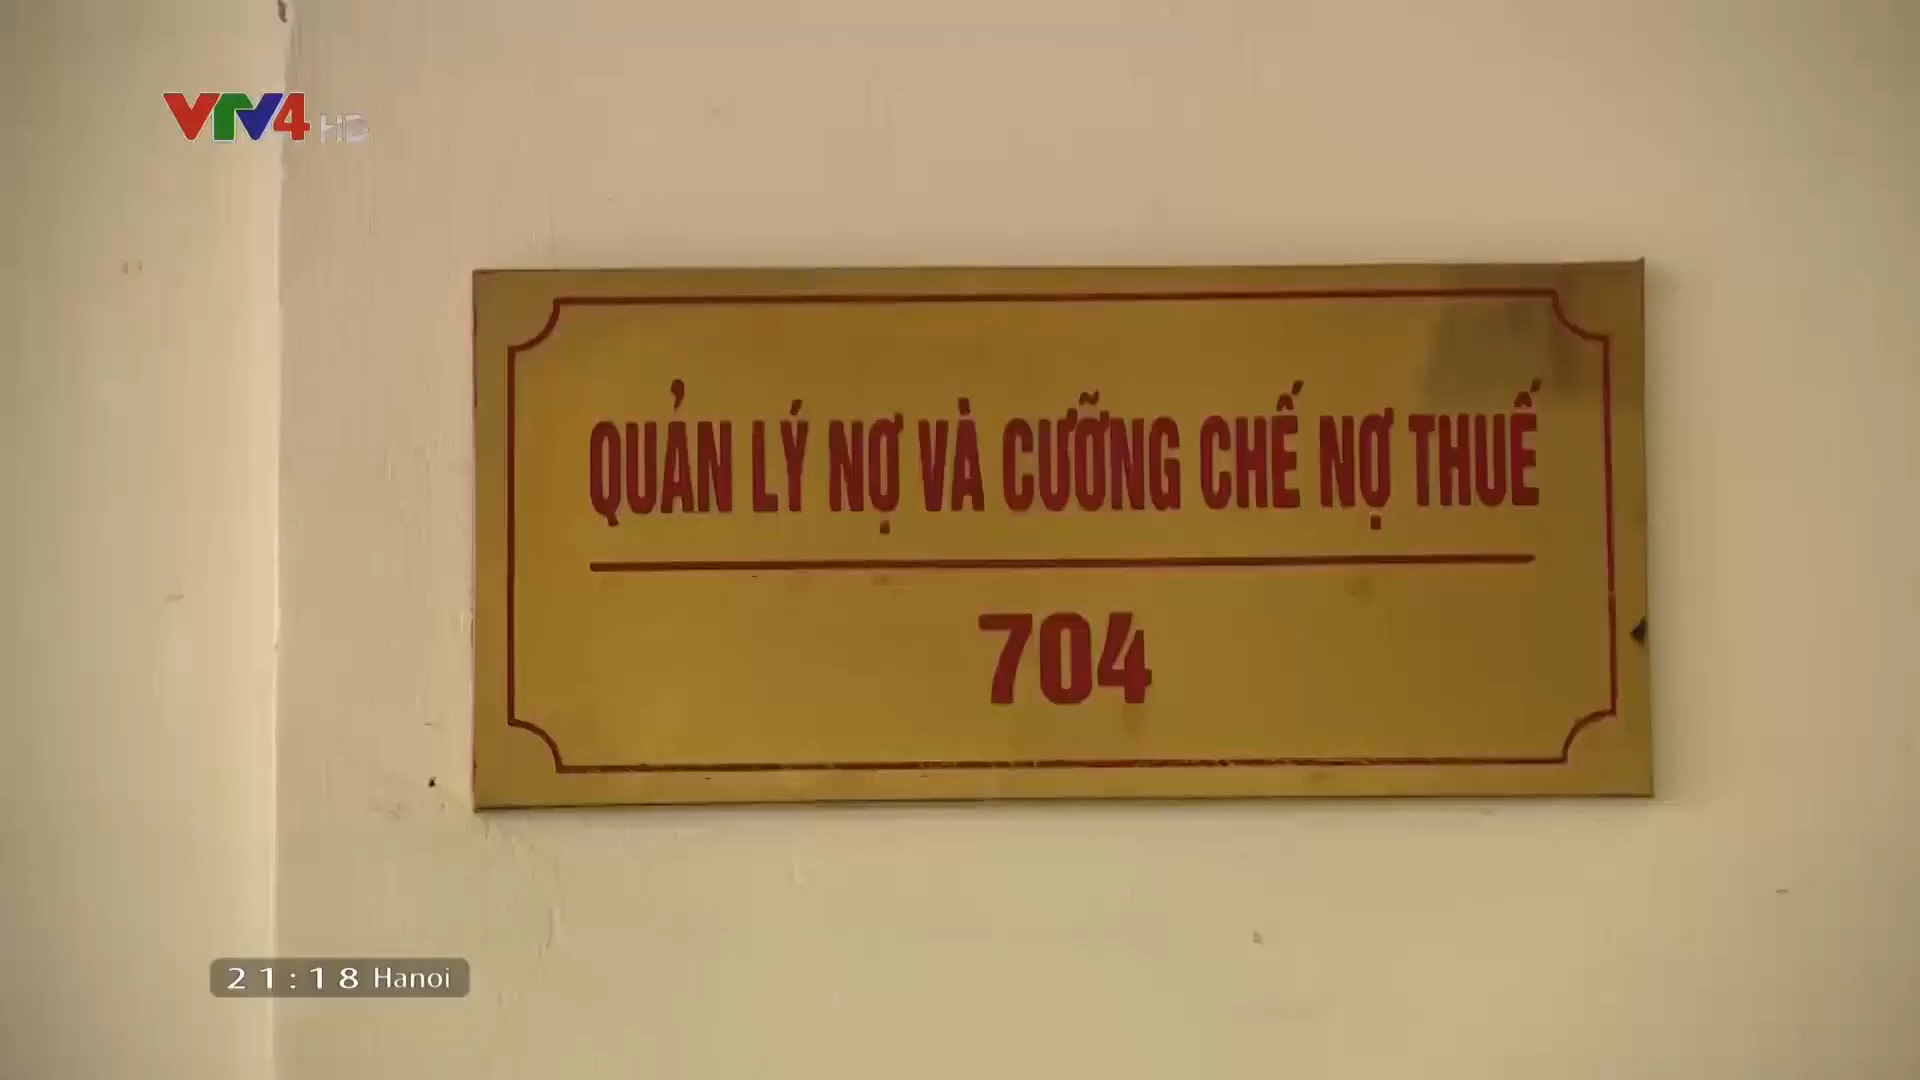 VTV4 HD
QUẢN LÝ NỢ VÀ CƯỠNG CHẾ NỢ THUẾ
704
21:18 Hanoi